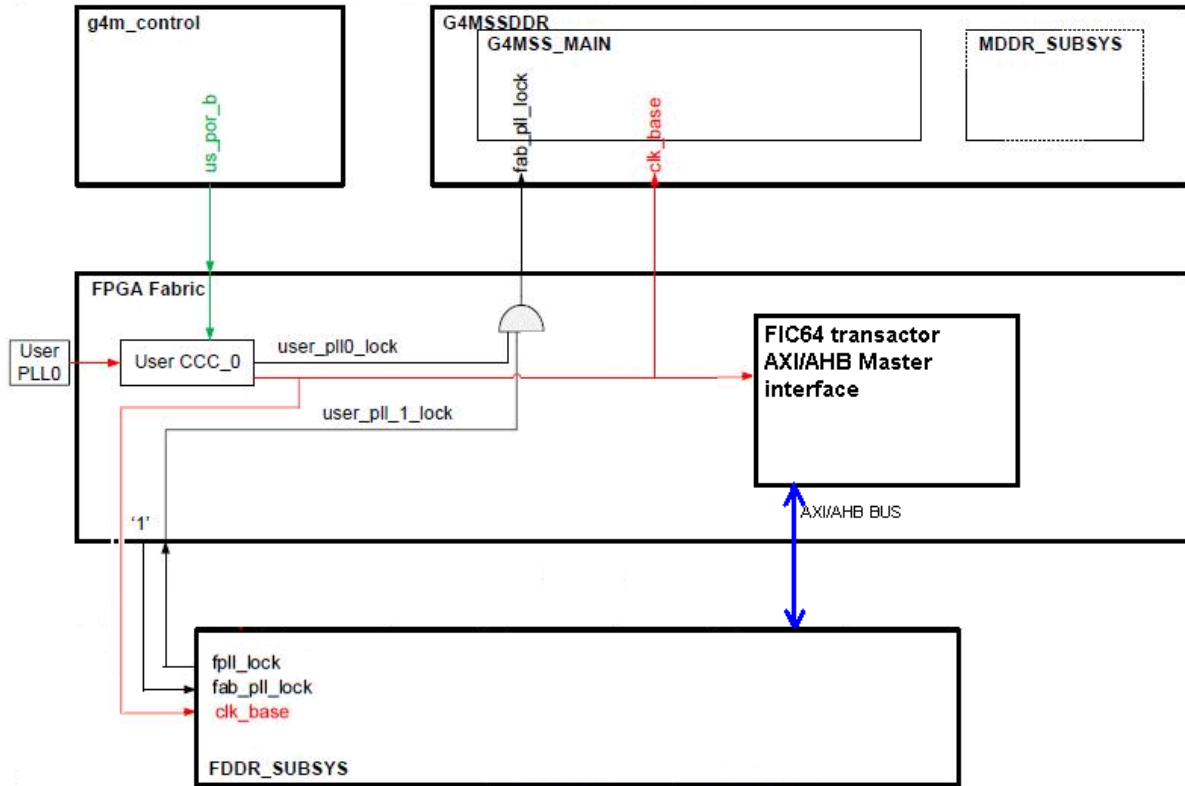 g4m_control
us_por_b
G4MSSDDR
G4MSS_MAIN
fab_pll_lock
clk_base
MDDR_SUBSYS
FPGA Fabric
User
PLL0
User CCC_0
user_pll0_lock
user_pll_1_lock
FIC64 transactor
AXI/AHB Master
interface
'1'
AXI/AHB BUS
fpll_lock
fab_pll_lock
clk_base
FDDR_SUBSYS